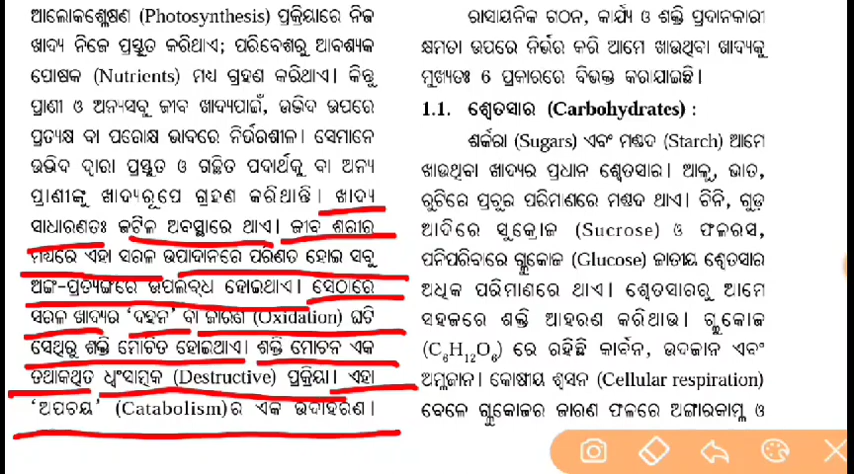 ଆଲୋକଶ୍ଳେଷଣ (Photosynthesis) ପ୍ରକ୍ରିୟାରେ ନିଜ
ଖାଦ୍ୟ ନିଜେ ପ୍ରସ୍ତୁତ କରିଥାଏ; ପରିବେଶରୁ ଆବଶ୍ୟକ
ପୋଷକ (Nutrients) ମଧ୍ୟ ଗ୍ରହଣ କରିଥାଏ। କିନ୍ତୁ
ପ୍ରାଣୀ ଓ ଅନ୍ୟସବୁ ଜୀବ ଖାଦ୍ୟପାଇଁ, ଉଦ୍ଭିଦ ଉପରେ
ପ୍ରତ୍ୟକ୍ଷ ବା ପରୋକ୍ଷ ଭାବରେ ନିର୍ଭରଶୀଳ। ସେମାନେ
ଉଦ୍ଭିଦ ଦ୍ୱାରା ପ୍ରସ୍ତୁତ ଓ ଗଚ୍ଛିତ ପଦାର୍ଥକୁ ବା ଅନ୍ୟ
ପ୍ରାଣୀଙ୍କୁ ଖାଦ୍ୟରୂପେ ଗ୍ରହଣ କରିଥାନ୍ତି। ଖାଦ୍ୟ
ସାଧାରଣତଃ ଜଟିଳ ଅବସ୍ଥାରେ ଥାଏ। ଜୀବ ଶରୀର
ମଧ୍ୟରେ ଏହା ସରଳ ଉପାଦାନରେ ପରିଣତ ହୋଇ ସବୁ
ଅଙ୍ଗ-ପ୍ରତ୍ୟଙ୍ଗରେ ଉପଲବ୍ଧ ହୋଇଥାଏ। ସେଠାରେ
ସରଳ ଖାଦ୍ୟର ‘ଦହନ’ ବା ଜାରଣ (Oxidation) ଘଟି
ସେଥିରୁ ଶକ୍ତି ମୋଚିତ ହୋଇଥାଏ। ଶକ୍ତି ମୋଚନ ଏକ
ତଥାକଥିତ ଧ୍ୱଂସାତ୍ମକ (Destructive) ପ୍ରକ୍ରିୟା। ଏହା
‘ଅପଚୟ’ (Catabolism)ର ଏକ ଉଦାହରଣ।
ରାସାୟନିକ ଗଠନ, କାର୍ଯ୍ୟ ଓ ଶକ୍ତି ପ୍ରଦାନକାରୀ
କ୍ଷମତା ଉପରେ ନିର୍ଭର କରି ଆମେ ଖାଉଥିବା ଖାଦ୍ୟକୁ
ମୁଖ୍ୟତଃ 6 ପ୍ରକାରରେ ବିଭକ୍ତ କରାଯାଇଛି।
1.1. ଶ୍ୱେତସାର (Carbohydrates) :
ଶର୍କରା (Sugars) ଏବଂ ମଣ୍ଡଦ (Starch) ଆମେ
ଖାଉଥିବା ଖାଦ୍ୟର ପ୍ରଧାନ ଶ୍ୱେତସାର। ଆଳୁ, ଭାତ,
ରୁଟିରେ ପ୍ରଚୁର ପରିମାଣରେ ମଣ୍ଡଦ ଥାଏ। ଚିନି, ଗୁଡ଼
ଆଦିରେ ସୁକ୍ରୋଜ (Sucrose) ଓ ଫଳରସ,
ପନିପରିବାରେ ଗ୍ଲୁକୋଜ (Glucose) ଜାତୀୟ ଶ୍ୱେତସାର
ଅଧିକ ପରିମାଣରେ ଥାଏ। ଶ୍ୱେତସାରରୁ ଆମେ
ସହଜରେ ଶକ୍ତି ଆହରଣ କରିଥାଉ। ଗ୍ଲୁକୋଜ
(C₆H₁₂O₆) ରେ ରହିଛି କାର୍ବନ, ଉଦଜାନ ଏବଂ
ଅମ୍ଳଜାନ। କୋଷୀୟ ଶ୍ୱସନ (Cellular respiration)
ବେଳେ ଗ୍ଲୁକୋଜର ଜାରଣ ଫଳରେ ଅଙ୍ଗାରକାମ୍ଳ ଓ